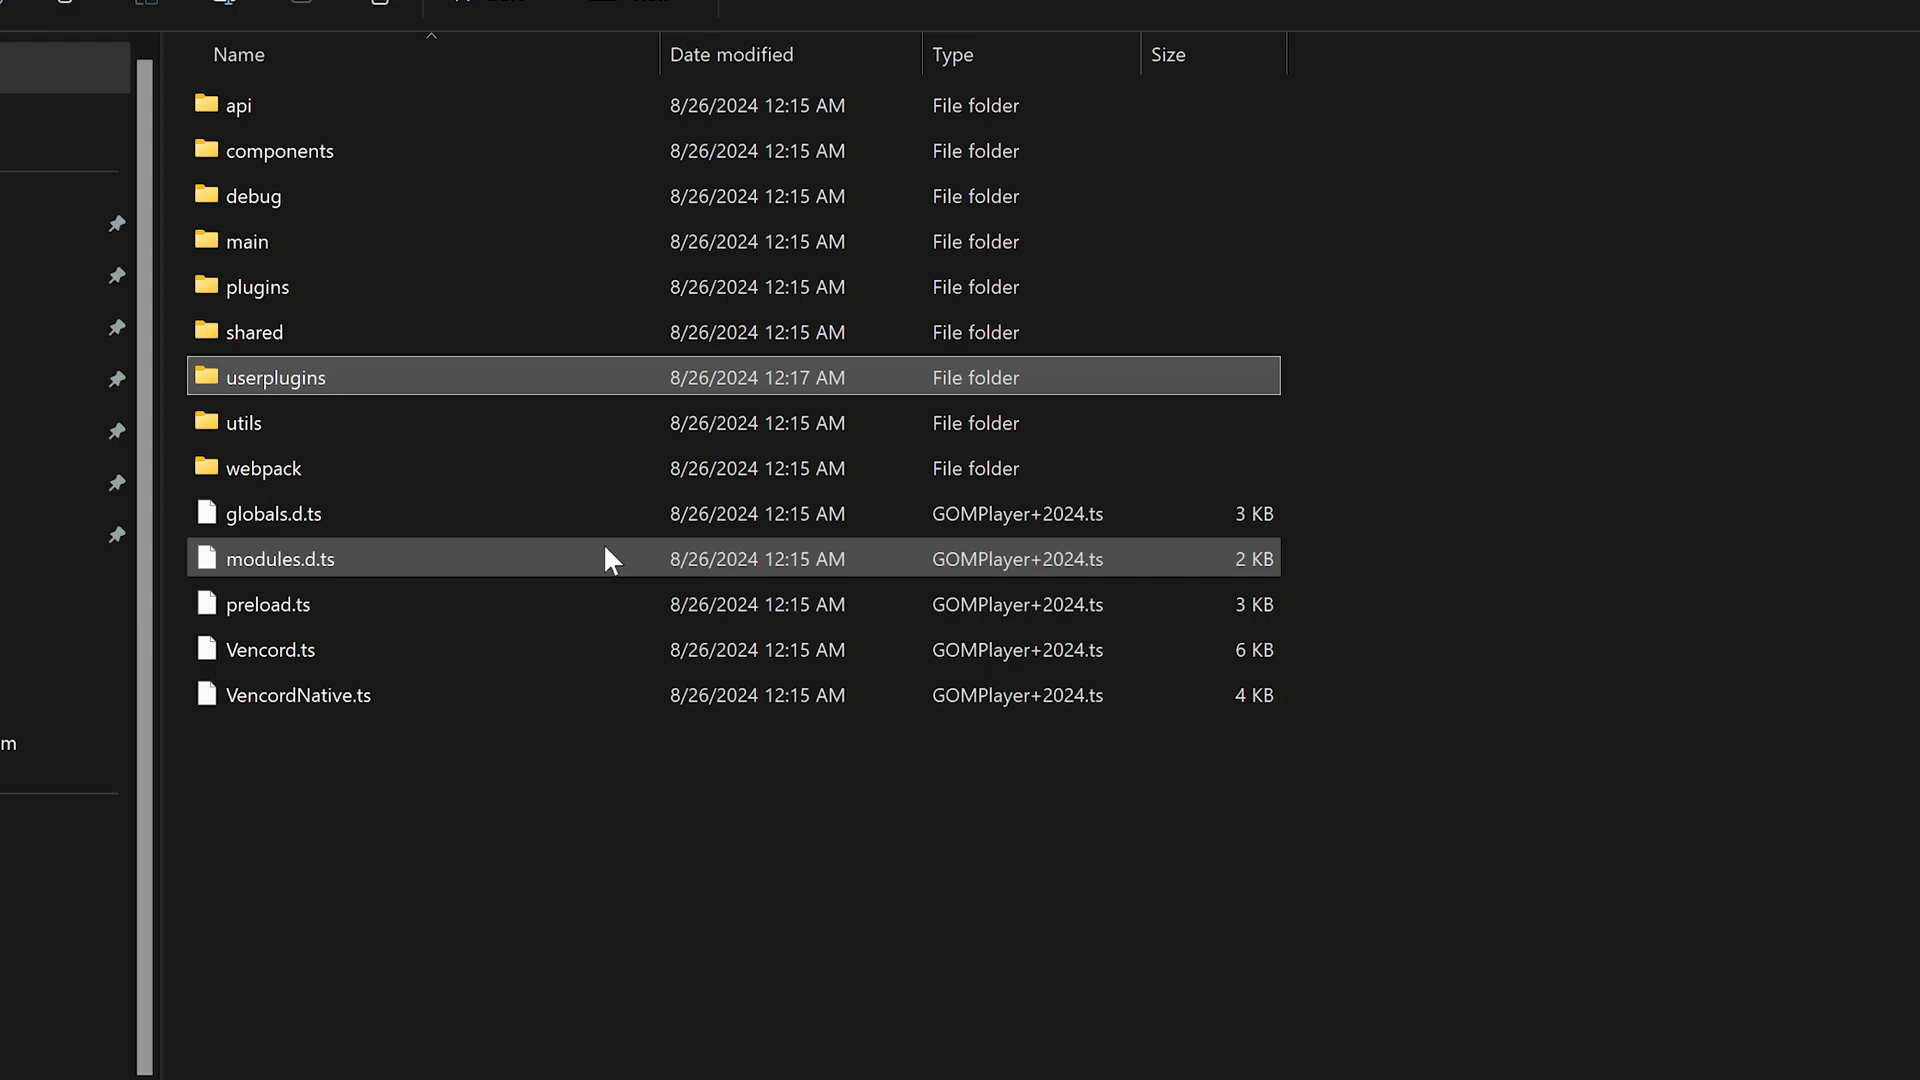 Name Date modified Type Size
api 8/26/2024 12:15 AM File folder
components 8/26/2024 12:15 AM File folder
debug 8/26/2024 12:15 AM File folder
main 8/26/2024 12:15 AM File folder
plugins 8/26/2024 12:15 AM File folder
shared 8/26/2024 12:15 AM File folder
userplugins 8/26/2024 12:17 AM File folder
utils 8/26/2024 12:15 AM File folder
webpack 8/26/2024 12:15 AM File folder
globals.d.ts 8/26/2024 12:15 AM GOMPlayer+2024.ts 3 KB
modules.d.ts 8/26/2024 12:15 AM GOMPlayer+2024.ts 2 KB
preload.ts 8/26/2024 12:15 AM GOMPlayer+2024.ts 3 KB
Vencord.ts 8/26/2024 12:15 AM GOMPlayer+2024.ts 6 KB
VencordNative.ts 8/26/2024 12:15 AM GOMPlayer+2024.ts 4 KB
m